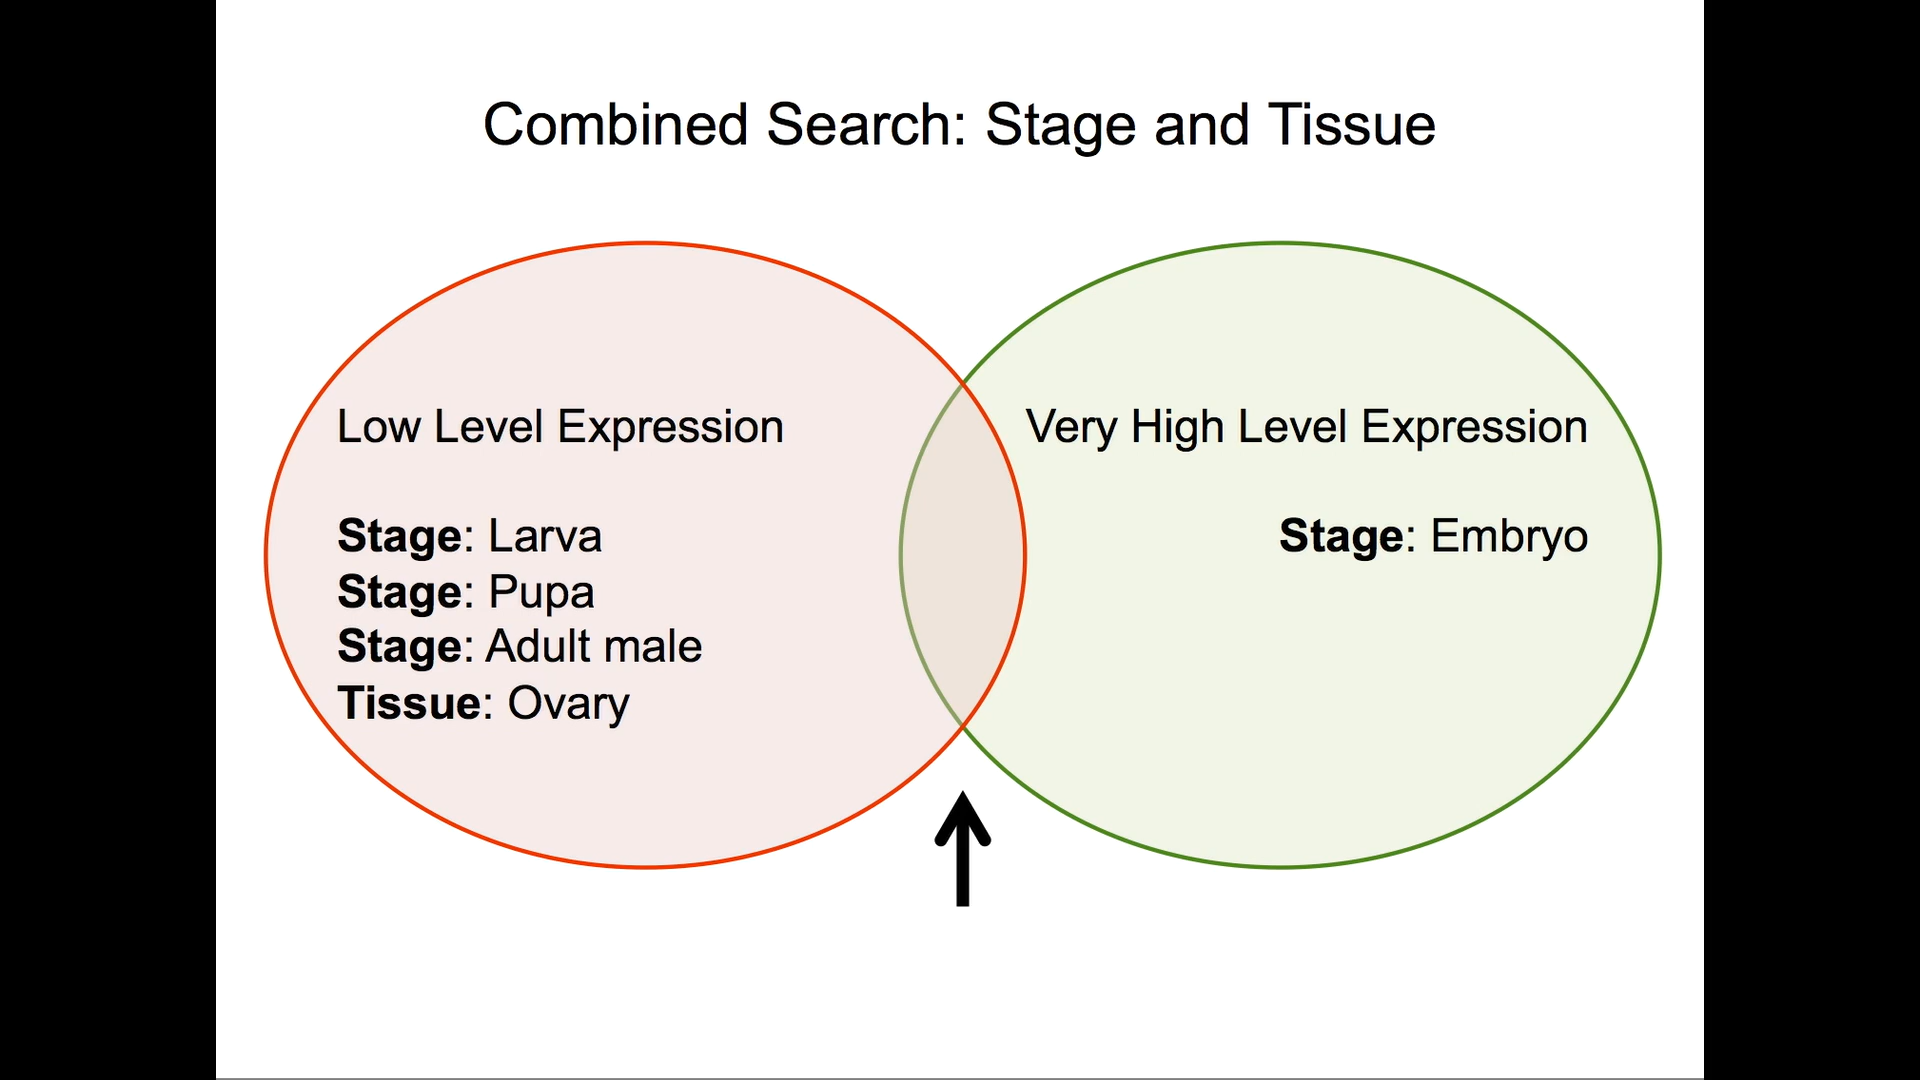 Combined Search: Stage and Tissue
Low Level Expression
Stage: Larva
Stage: Pupa
Stage: Adult male
Tissue: Ovary
Very High Level Expression
Stage: Embryo